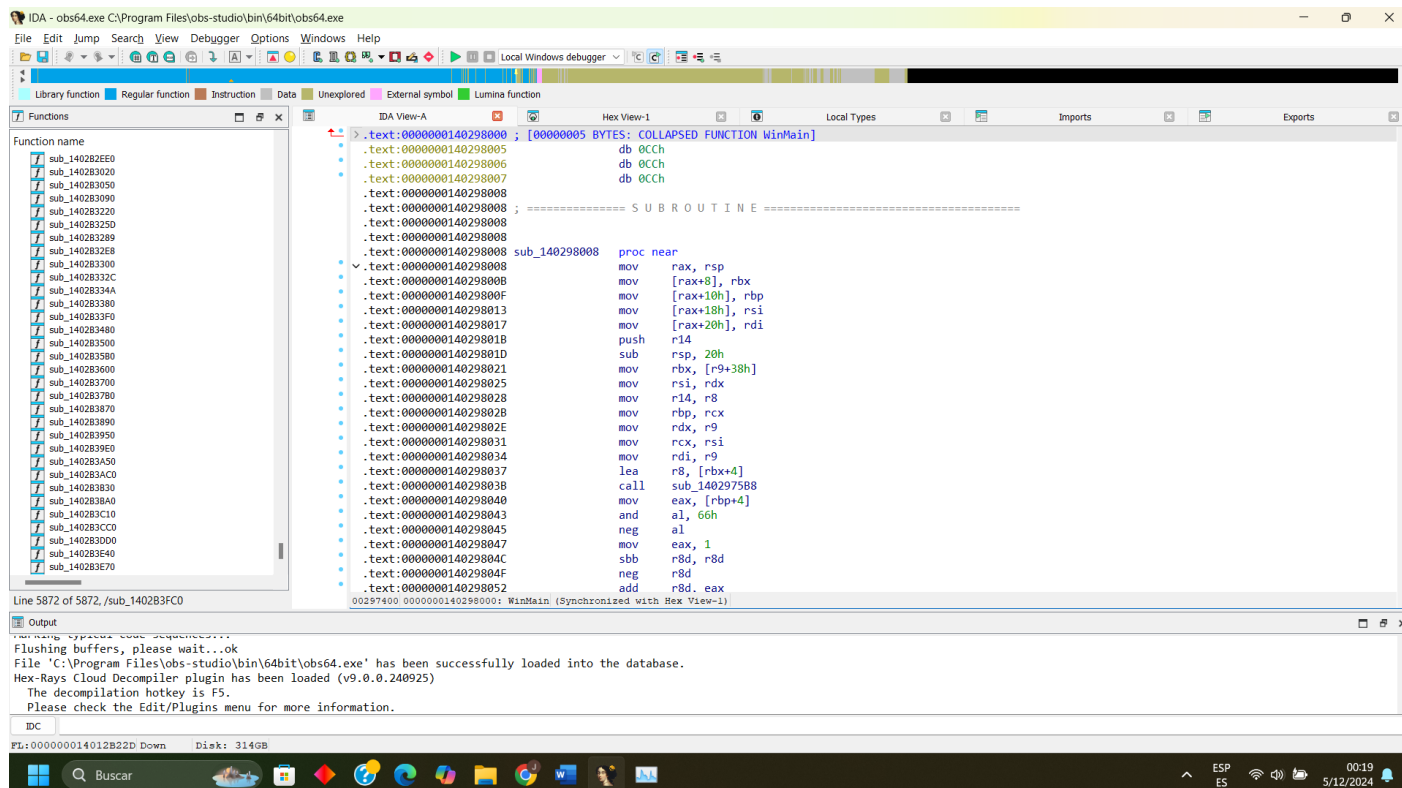 IDA - obs64.exe C:\Program Files\obs-studio\bin\64bit\obs64.exe
File Edit Jump Search View Debugger Options Windows Help
Local Windows debugger
Library function Regular function Instruction Data Unexplored External symbol Lumina function
Functions
IDA View-A Hex View-1 Local Types Imports Exports
Function name
sub_1402B2EE0
sub_1402B3020
sub_1402B3050
sub_1402B3090
sub_1402B3220
sub_1402B325D
sub_1402B3289
sub_1402B32E8
sub_1402B3300
sub_1402B332C
sub_1402B334A
sub_1402B3380
sub_1402B33F0
sub_1402B3480
sub_1402B3500
sub_1402B35B0
sub_1402B3600
sub_1402B3700
sub_1402B37B0
sub_1402B3870
sub_1402B3890
sub_1402B3950
sub_1402B39E0
sub_1402B3A50
sub_1402B3AC0
sub_1402B3B30
sub_1402B3BA0
sub_1402B3C10
sub_1402B3CC0
sub_1402B3DD0
sub_1402B3E40
sub_1402B3E70
Line 5872 of 5872, /sub_1402B3FC0
.text:0000000140298000 ; [00000005 BYTES: COLLAPSED FUNCTION WinMain]
.text:0000000140298005 db 0CCh
.text:0000000140298006 db 0CCh
.text:0000000140298007 db 0CCh
.text:0000000140298008
.text:0000000140298008 ; =============== S U B R O U T I N E =======================================
.text:0000000140298008
.text:0000000140298008
.text:0000000140298008 sub_140298008 proc near
.text:0000000140298008 mov rax, rsp
.text:000000014029800B mov [rax+8], rbx
.text:000000014029800F mov [rax+10h], rbp
.text:0000000140298013 mov [rax+18h], rsi
.text:0000000140298017 mov [rax+20h], rdi
.text:000000014029801B push r14
.text:000000014029801D sub rsp, 20h
.text:0000000140298021 mov rbx, [r9+38h]
.text:0000000140298025 mov rsi, rdx
.text:0000000140298028 mov r14, r8
.text:000000014029802B mov rbp, rcx
.text:000000014029802E mov rdx, r9
.text:0000000140298031 mov rcx, rsi
.text:0000000140298034 mov rdi, r9
.text:0000000140298037 lea r8, [rbx+4]
.text:000000014029803B call sub_1402975B8
.text:0000000140298040 mov eax, [rbp+4]
.text:0000000140298043 and al, 66h
.text:0000000140298045 neg al
.text:0000000140298047 mov eax, 1
.text:000000014029804C sbb r8d, r8d
.text:000000014029804F neg r8d
.text:0000000140298052 add r8d, eax
00297400 0000000140298000: WinMain (Synchronized with Hex View-1)
Output
Marking typical code sequences...
Flushing buffers, please wait...ok
File 'C:\Program Files\obs-studio\bin\64bit\obs64.exe' has been successfully loaded into the database.
Hex-Rays Cloud Decompiler plugin has been loaded (v9.0.0.240925)
The decompilation hotkey is F5.
Please check the Edit/Plugins menu for more information.
IDC
FL:000000014012B22D Down Disk: 314GB
Buscar
ESP
ES
00:19
5/12/2024